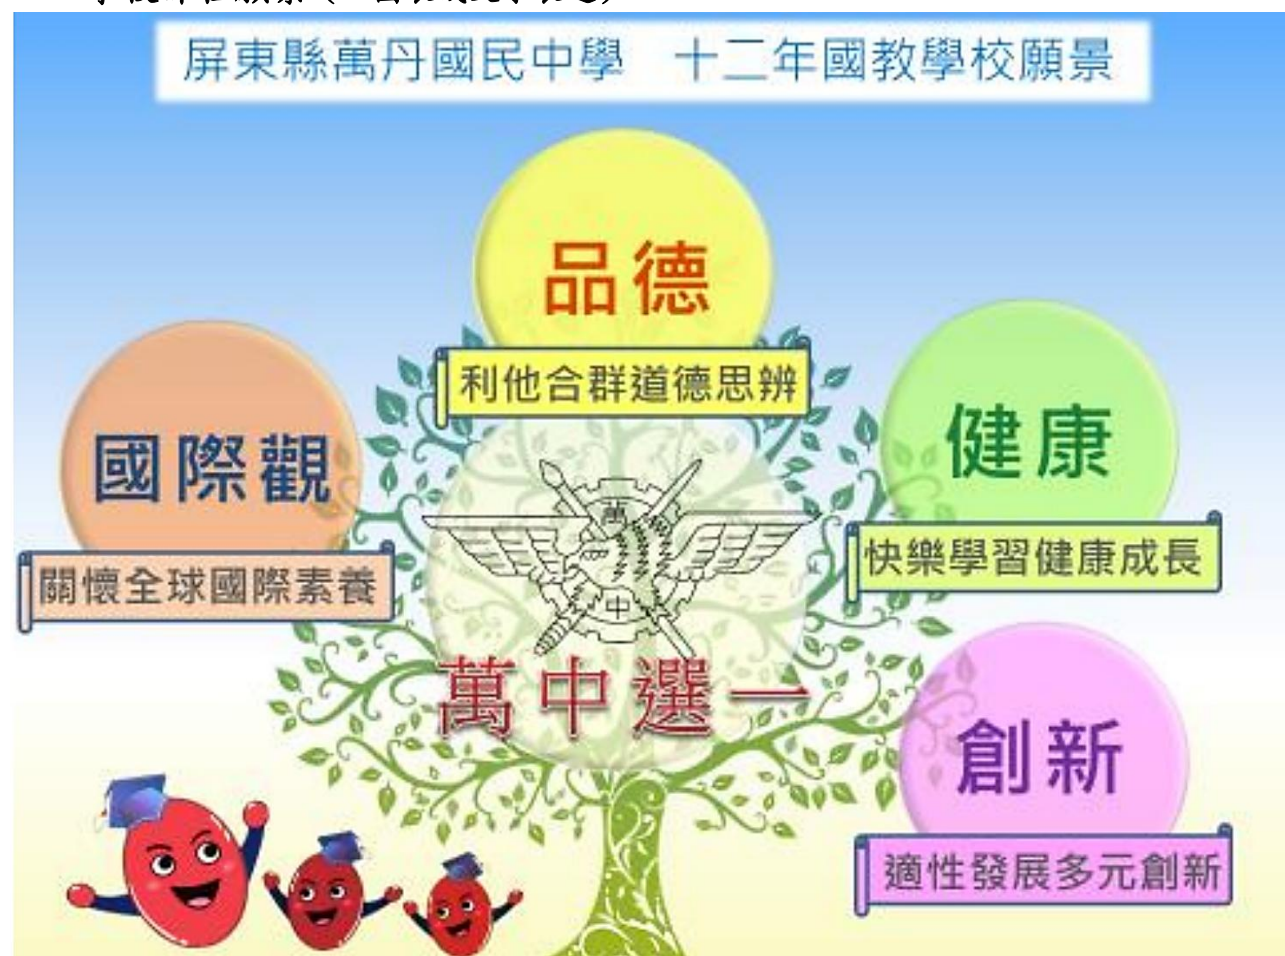 屏東縣萬丹國民中學 十二年國教學校願景
品德
利他合群道德思辨
國際觀
關懷全球國際素養
健康
快樂學習健康成長
萬
中
萬中選一
創新
適性發展多元創新